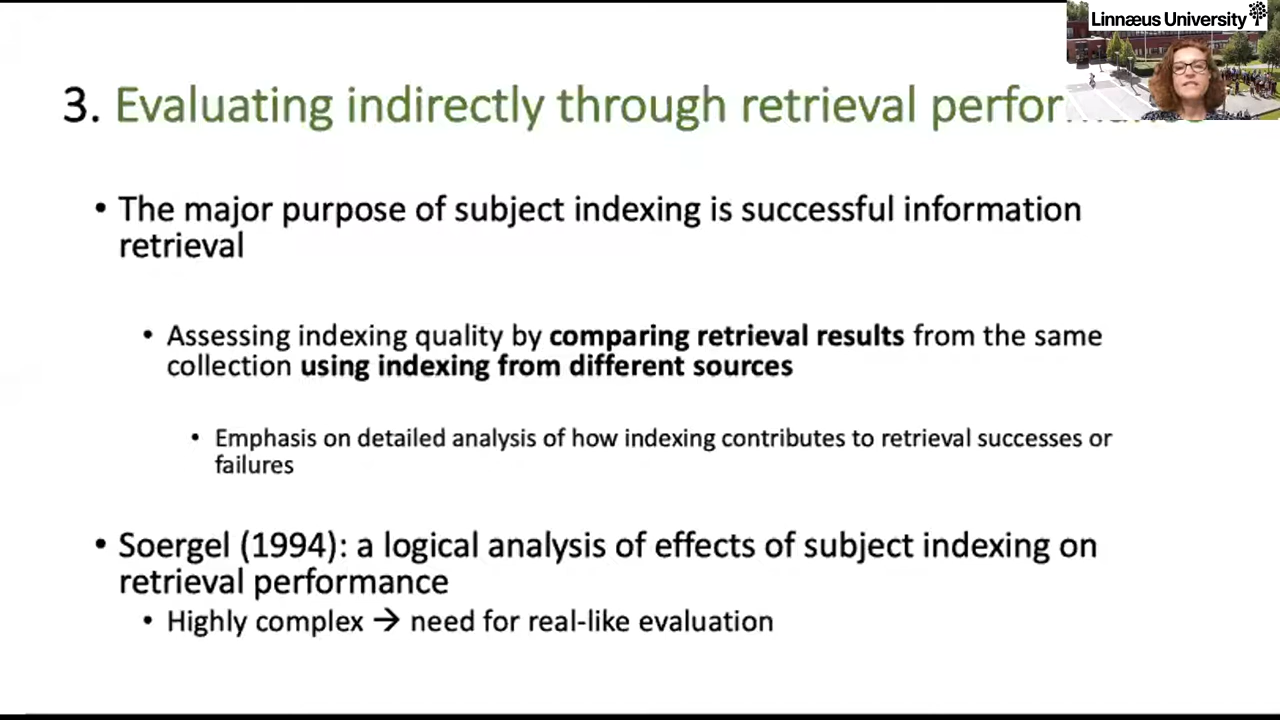 Linnæus University
3. Evaluating indirectly through retrieval
• The major purpose of subject indexing is successful information
retrieval
• Assessing indexing quality by comparing retrieval results from the same
collection using indexing from different sources
• Emphasis on detailed analysis of how indexing contributes to retrieval successes or
failures
• Soergel (1994): a logical analysis of effects of subject indexing on
retrieval performance
• Highly complex → need for real-like evaluation